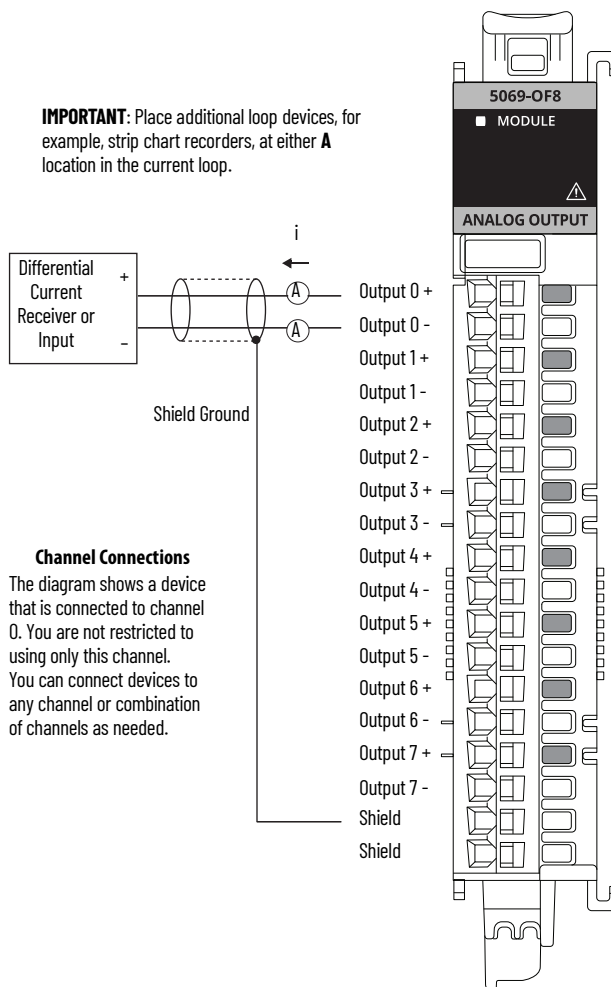 5069-OF8
MODULE
ANALOG OUTPUT
IMPORTANT: Place additional loop devices, for
example, strip chart recorders, at either A
location in the current loop.
i
Differential
Current
Receiver or
Input
+
–
A
A
Shield Ground
Output 0 +
Output 0 -
Output 1 +
Output 1 -
Output 2 +
Output 2 -
Output 3 +
Output 3 -
Output 4 +
Output 4 -
Output 5 +
Output 5 -
Output 6 +
Output 6 -
Output 7 +
Output 7 -
Shield
Shield
Channel Connections
The diagram shows a device
that is connected to channel
0. You are not restricted to
using only this channel.
You can connect devices to
any channel or combination
of channels as needed.